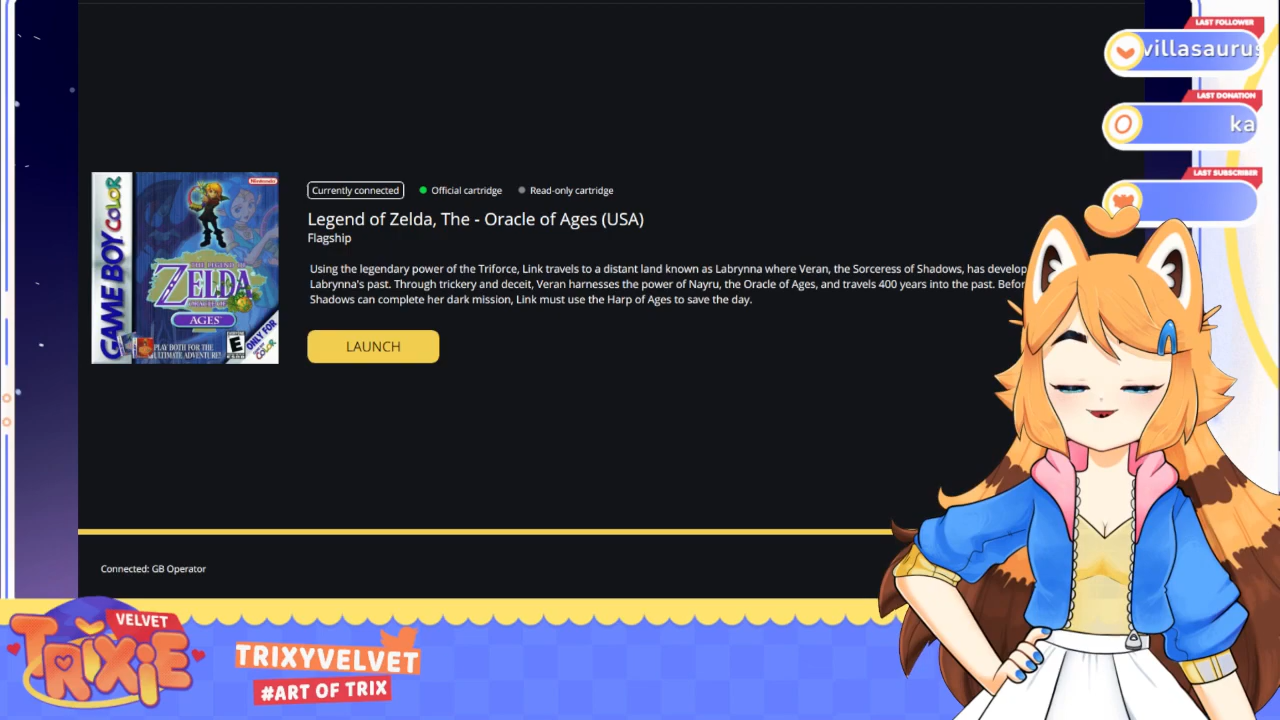 LAST FOLLOWER
villasaurus
LAST DONATION
ka
LAST SUBSCRIBER
Currently connected
Official cartridge
Read-only cartridge
Legend of Zelda, The - Oracle of Ages (USA)
Flagship
Using the legendary power of the Triforce, Link travels to a distant land known as Labrynna where Veran, the Sorceress of Shadows, has develop
Labrynna's past. Through trickery and deceit, Veran harnesses the power of Nayru, the Oracle of Ages, and travels 400 years into the past. Befor
Shadows can complete her dark mission, Link must use the Harp of Ages to save the day.
LAUNCH
GAME BOY COLOR
Nintendo
THE LEGEND OF
ZELDA
ORACLE OF
AGES
PLAY BOTH FOR THE
ULTIMATE ADVENTURE!
E
ONLY FOR
COLOR
Connected: GB Operator
VELVET
TRIXIE
TRIXYVELVET
#ART OF TRIX